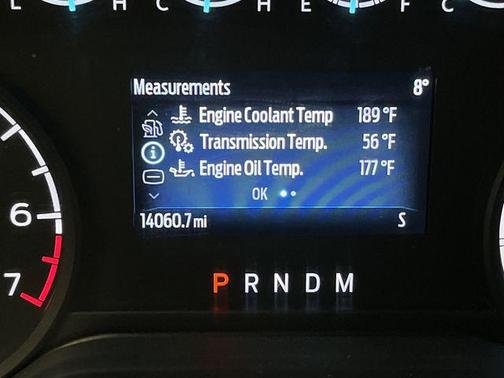 L H C H E F C
Measurements 8°
Engine Coolant Temp 189 °F
Transmission Temp. 56 °F
Engine Oil Temp. 177 °F
OK
14060.7 mi S
6
7
P R N D M